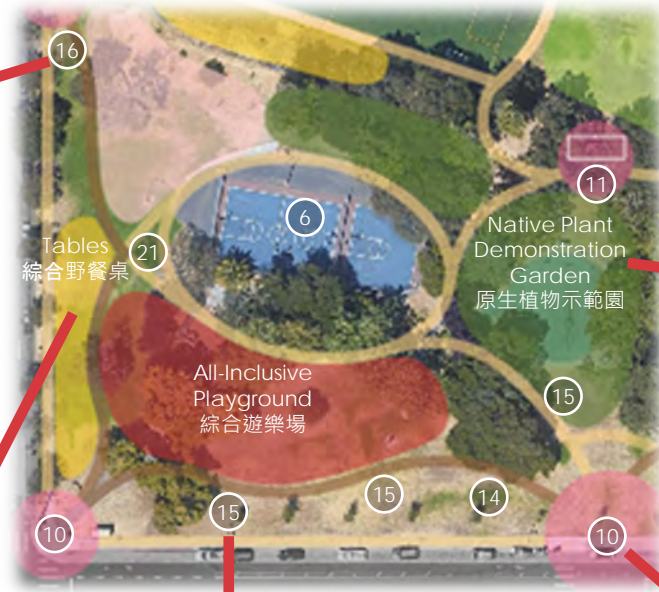 16
11
6
Native Plant
Demonstration
Garden
原生植物示範園
Tables
綜合野餐桌
21
All-Inclusive
Playground
綜合遊樂場
15
15
14
15
10
10